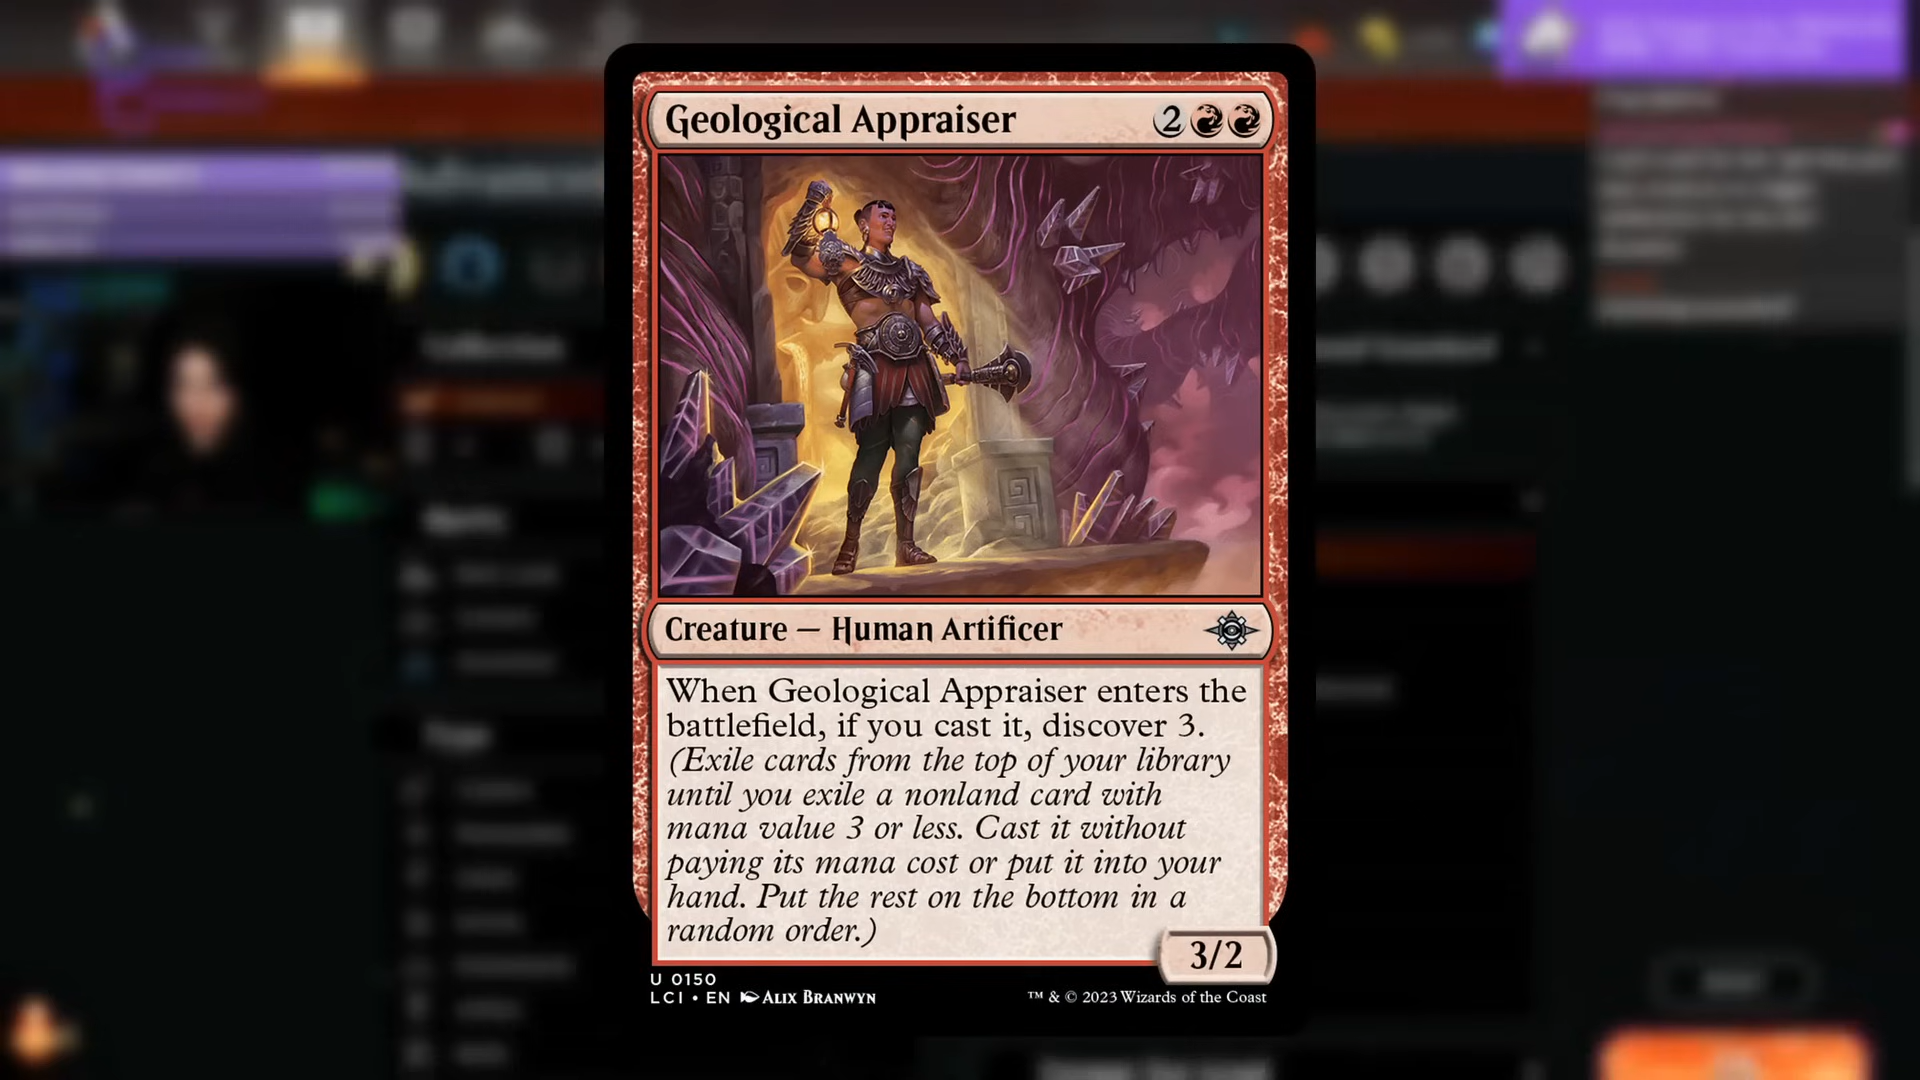 Geological Appraiser 2
Creature — Human Artificer
When Geological Appraiser enters the
battlefield, if you cast it, discover 3.
(Exile cards from the top of your library
until you exile a nonland card with
mana value 3 or less. Cast it without
paying its mana cost or put it into your
hand. Put the rest on the bottom in a
random order.)
3/2
U 0150
LCI • EN ALIX BRANWYN
™ & © 2023 Wizards of the Coast